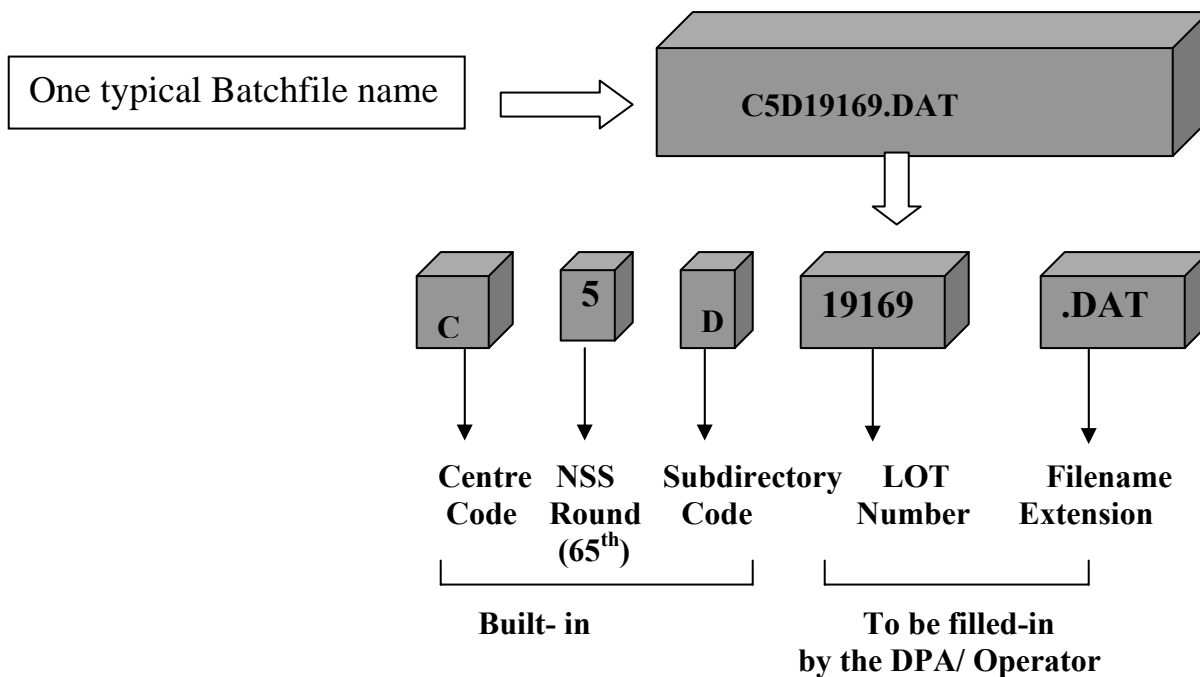 One typical Batchfile name
C5D19169.DAT
C
5
D
19169
.DAT
Centre Code
NSS Round (65th)
Subdirectory Code
LOT Number
Filename Extension
Built- in
To be filled-in
by the DPA/ Operator